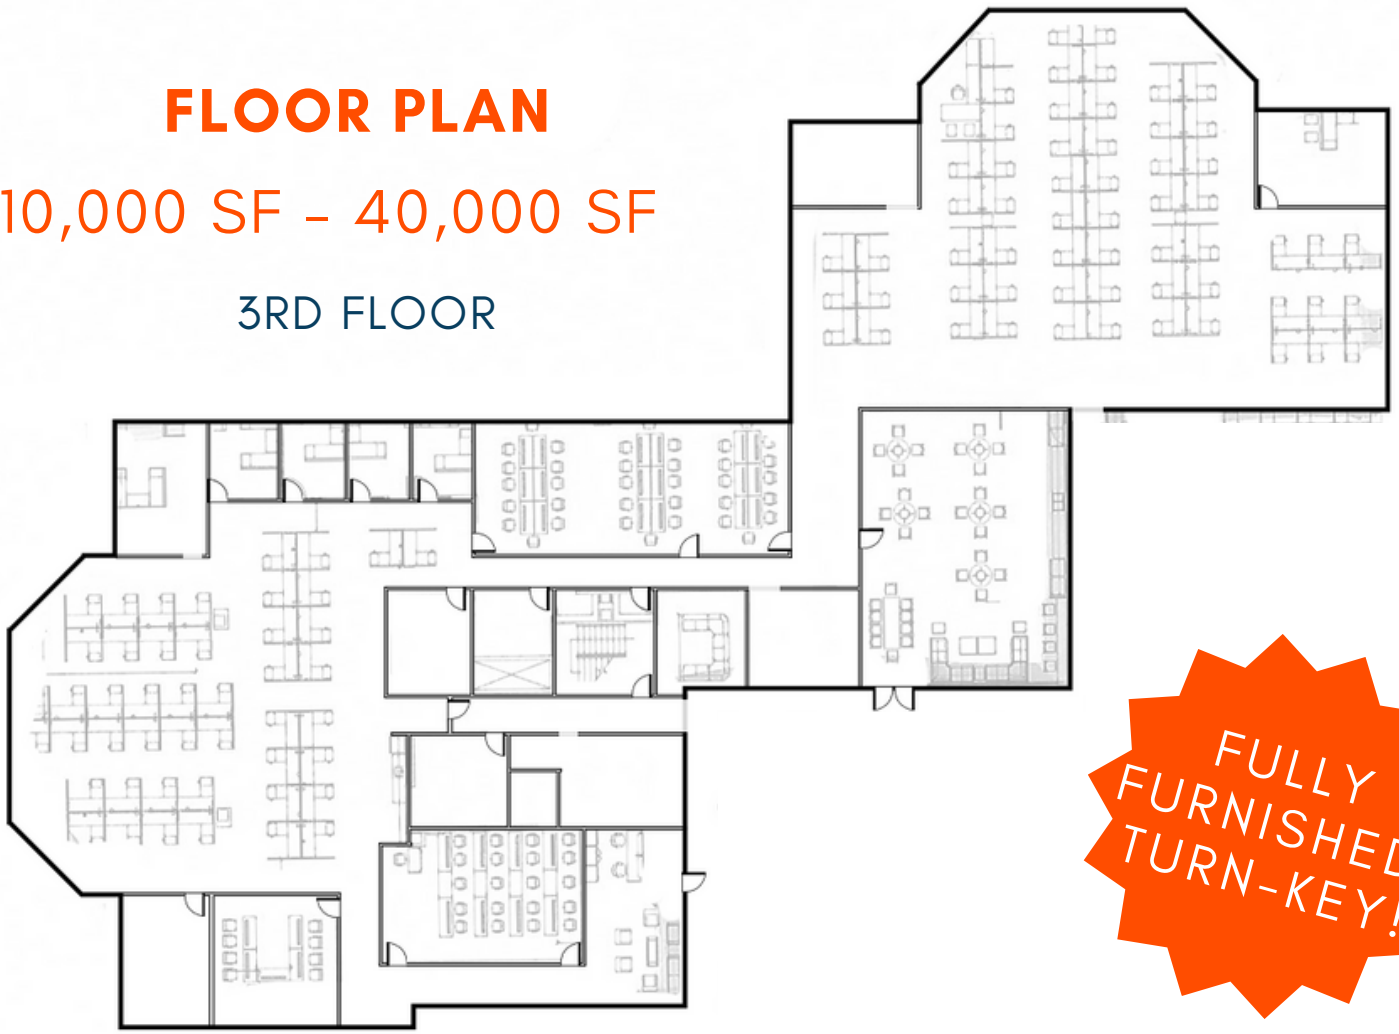 FLOOR PLAN
10,000 SF - 40,000 SF
3RD FLOOR
FULLY
FURNISHED
TURN-KEY!